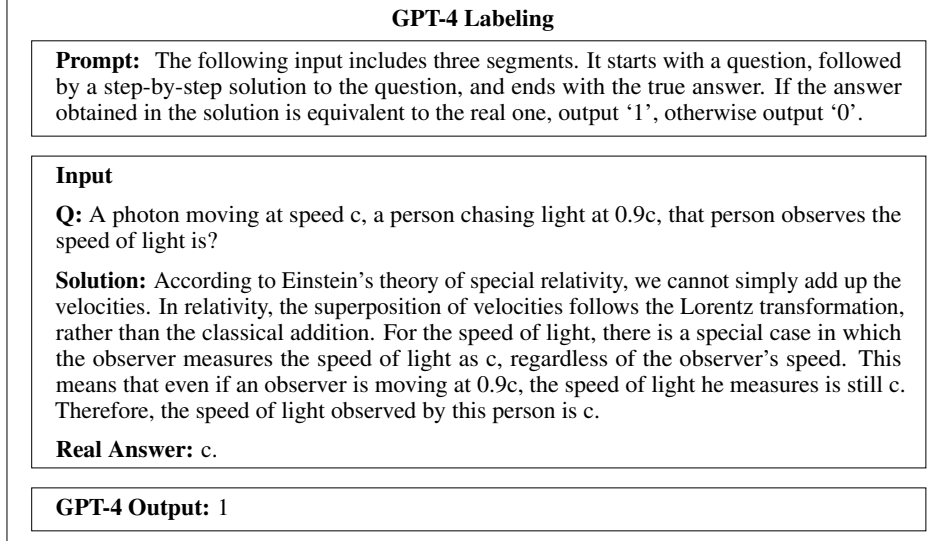 GPT-4 Labeling
Prompt: The following input includes three segments. It starts with a question, followed
by a step-by-step solution to the question, and ends with the true answer. If the answer
obtained in the solution is equivalent to the real one, output ‘1’, otherwise output ‘0’.
Input
Q: A photon moving at speed c, a person chasing light at 0.9c, that person observes the
speed of light is?
Solution: According to Einstein’s theory of special relativity, we cannot simply add up the
velocities. In relativity, the superposition of velocities follows the Lorentz transformation,
rather than the classical addition. For the speed of light, there is a special case in which
the observer measures the speed of light as c, regardless of the observer’s speed. This
means that even if an observer is moving at 0.9c, the speed of light he measures is still c.
Therefore, the speed of light observed by this person is c.
Real Answer: c.
GPT-4 Output: 1